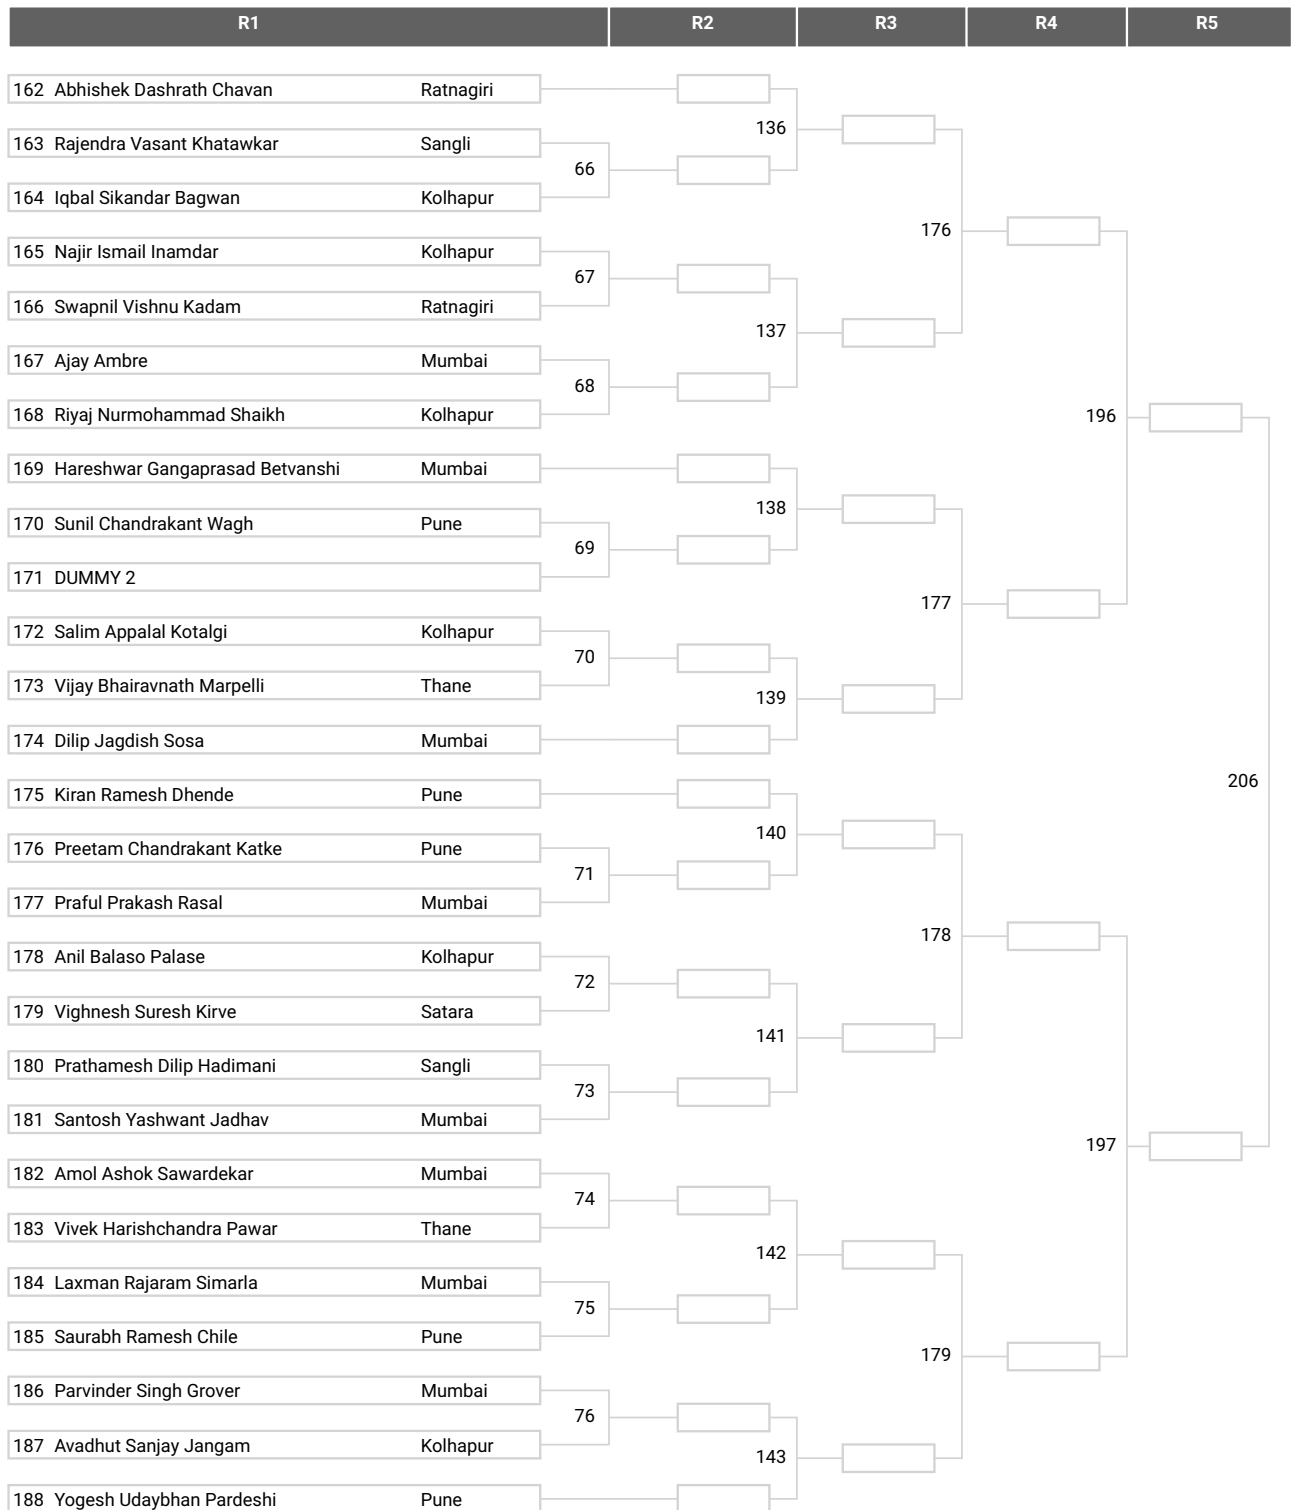 R1 R2 R3 R4 R5
162 Abhishek Dashrath Chavan Ratnagiri
136
163 Rajendra Vasant Khatawkar Sangli
66
164 Iqbal Sikandar Bagwan Kolhapur
176
165 Najir Ismail Inamdar Kolhapur
67
166 Swapnil Vishnu Kadam Ratnagiri
137
167 Ajay Ambre Mumbai
68
168 Riyaj Nurmohammad Shaikh Kolhapur
196
169 Hareshwar Gangaprasad Betvanshi Mumbai
138
170 Sunil Chandrakant Wagh Pune
69
171 DUMMY 2
177
172 Salim Appalal Kotalgi Kolhapur
70
173 Vijay Bhairavnath Marpelli Thane
139
174 Dilip Jagdish Sosa Mumbai
206
175 Kiran Ramesh Dhende Pune
140
176 Preetam Chandrakant Katke Pune
71
177 Praful Prakash Rasal Mumbai
178
178 Anil Balaso Palase Kolhapur
72
179 Vighnesh Suresh Kirve Satara
141
180 Prathamesh Dilip Hadimani Sangli
73
181 Santosh Yashwant Jadhav Mumbai
197
182 Amol Ashok Sawardekar Mumbai
74
183 Vivek Harishchandra Pawar Thane
142
184 Laxman Rajaram Simarla Mumbai
75
185 Saurabh Ramesh Chile Pune
179
186 Parvinder Singh Grover Mumbai
76
187 Avadhut Sanjay Jangam Kolhapur
143
188 Yogesh Udaybhan Pardeshi Pune